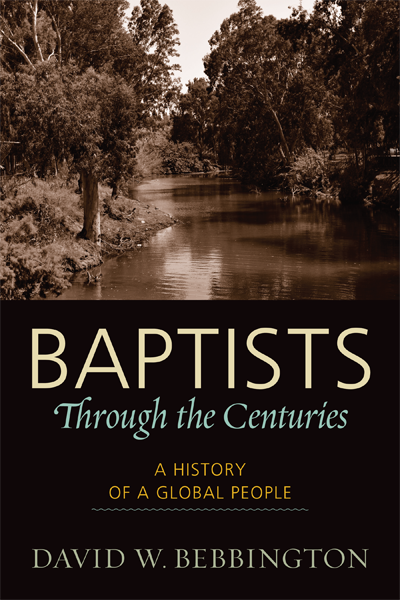 BAPTISTS
Through the Centuries
A HISTORY
OF A GLOBAL PEOPLE
DAVID W. BEBBINGTON